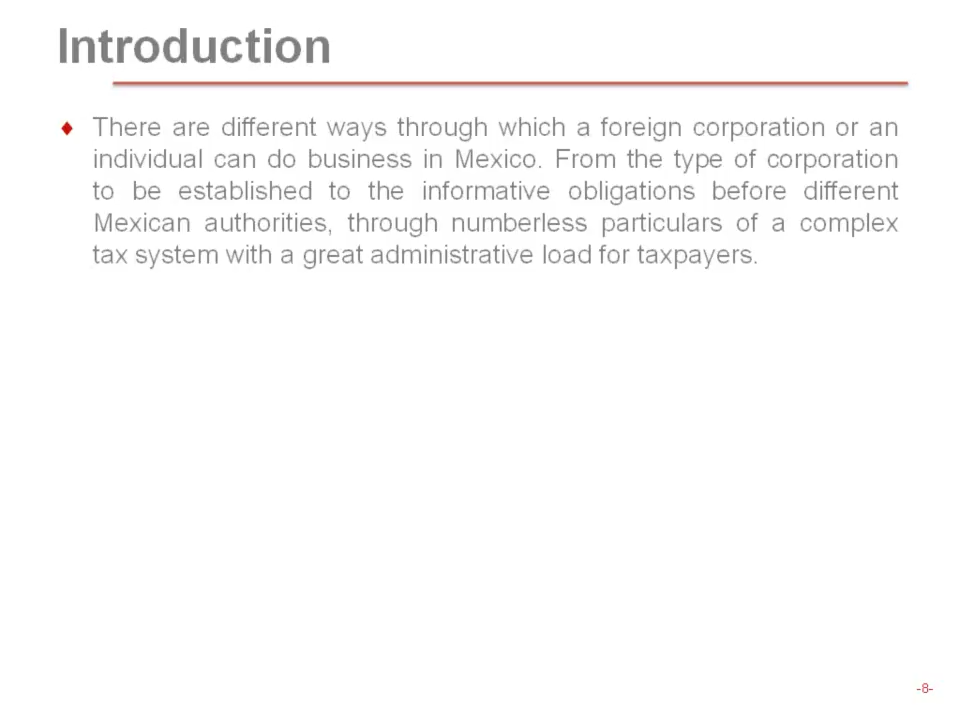 Introduction
There are different ways through which a foreign corporation or an
individual can do business in Mexico. From the type of corporation
to be established to the informative obligations before different
Mexican authorities, through numberless particulars of a complex
tax system with a great administrative load for taxpayers.
-8-